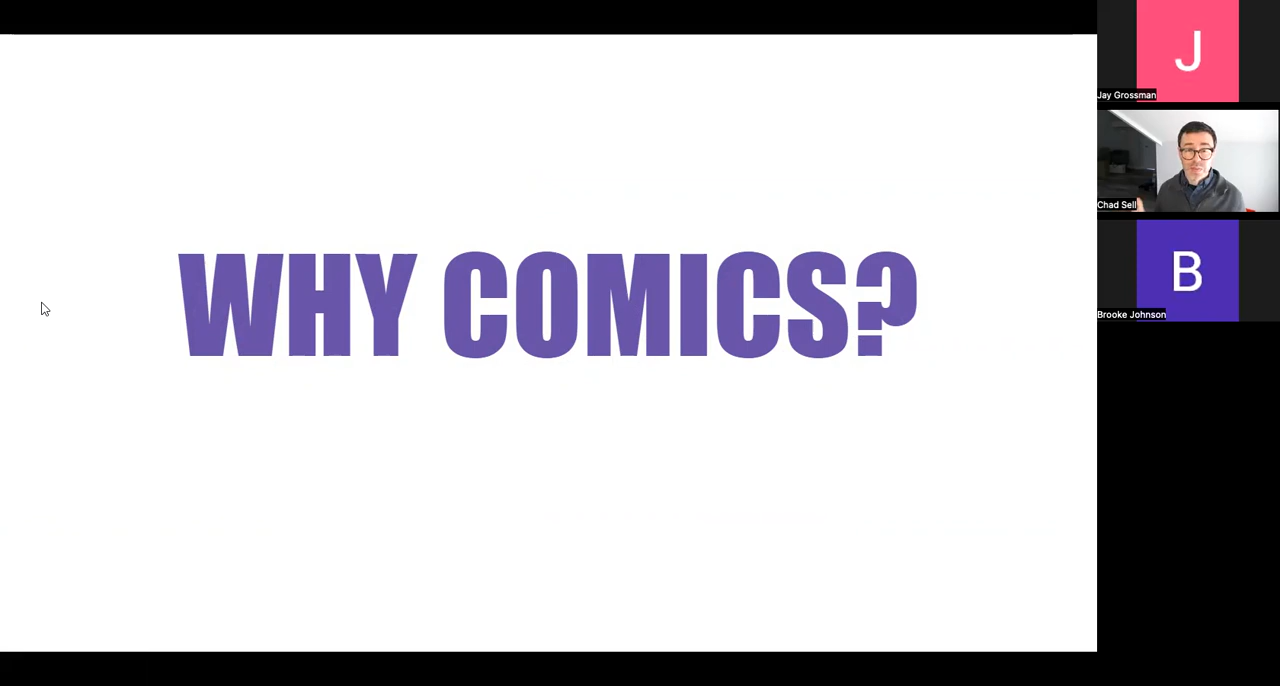 WHY COMICS?
J
Jay Grossman
Chad Sell
B
Brooke Johnson